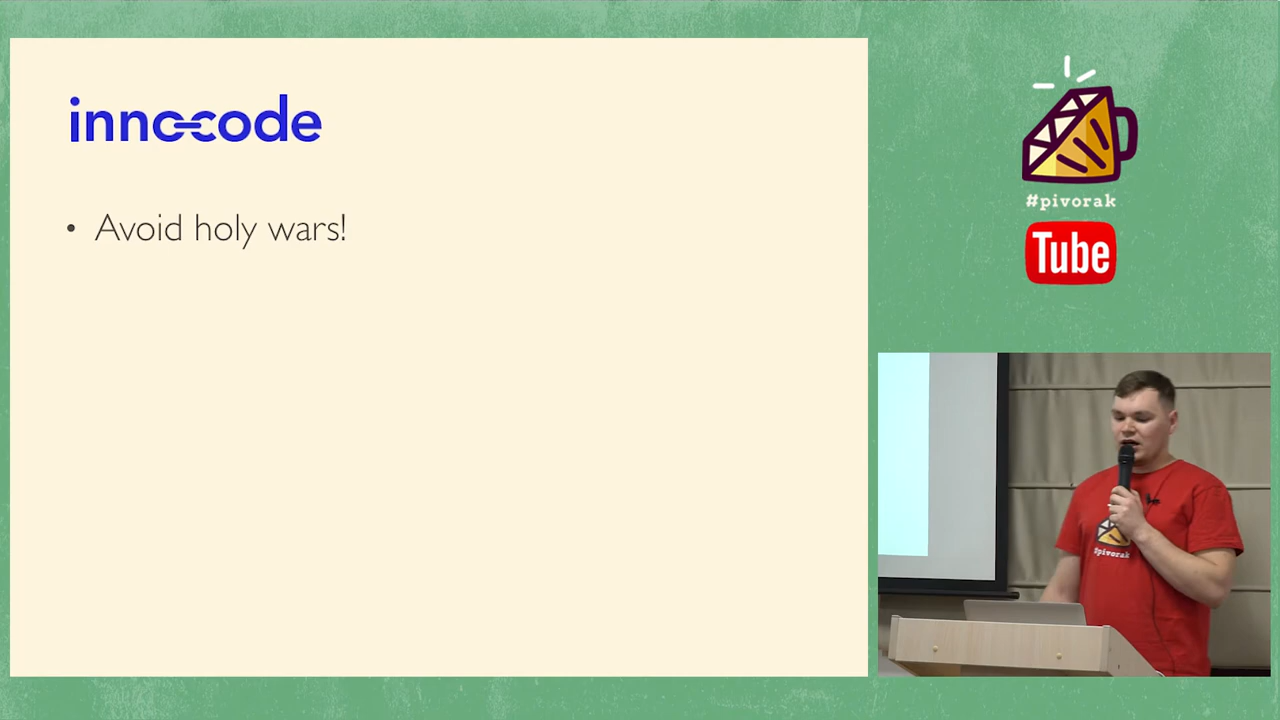 innocode
• Avoid holy wars!
#pivorak
Tube
#pivorak